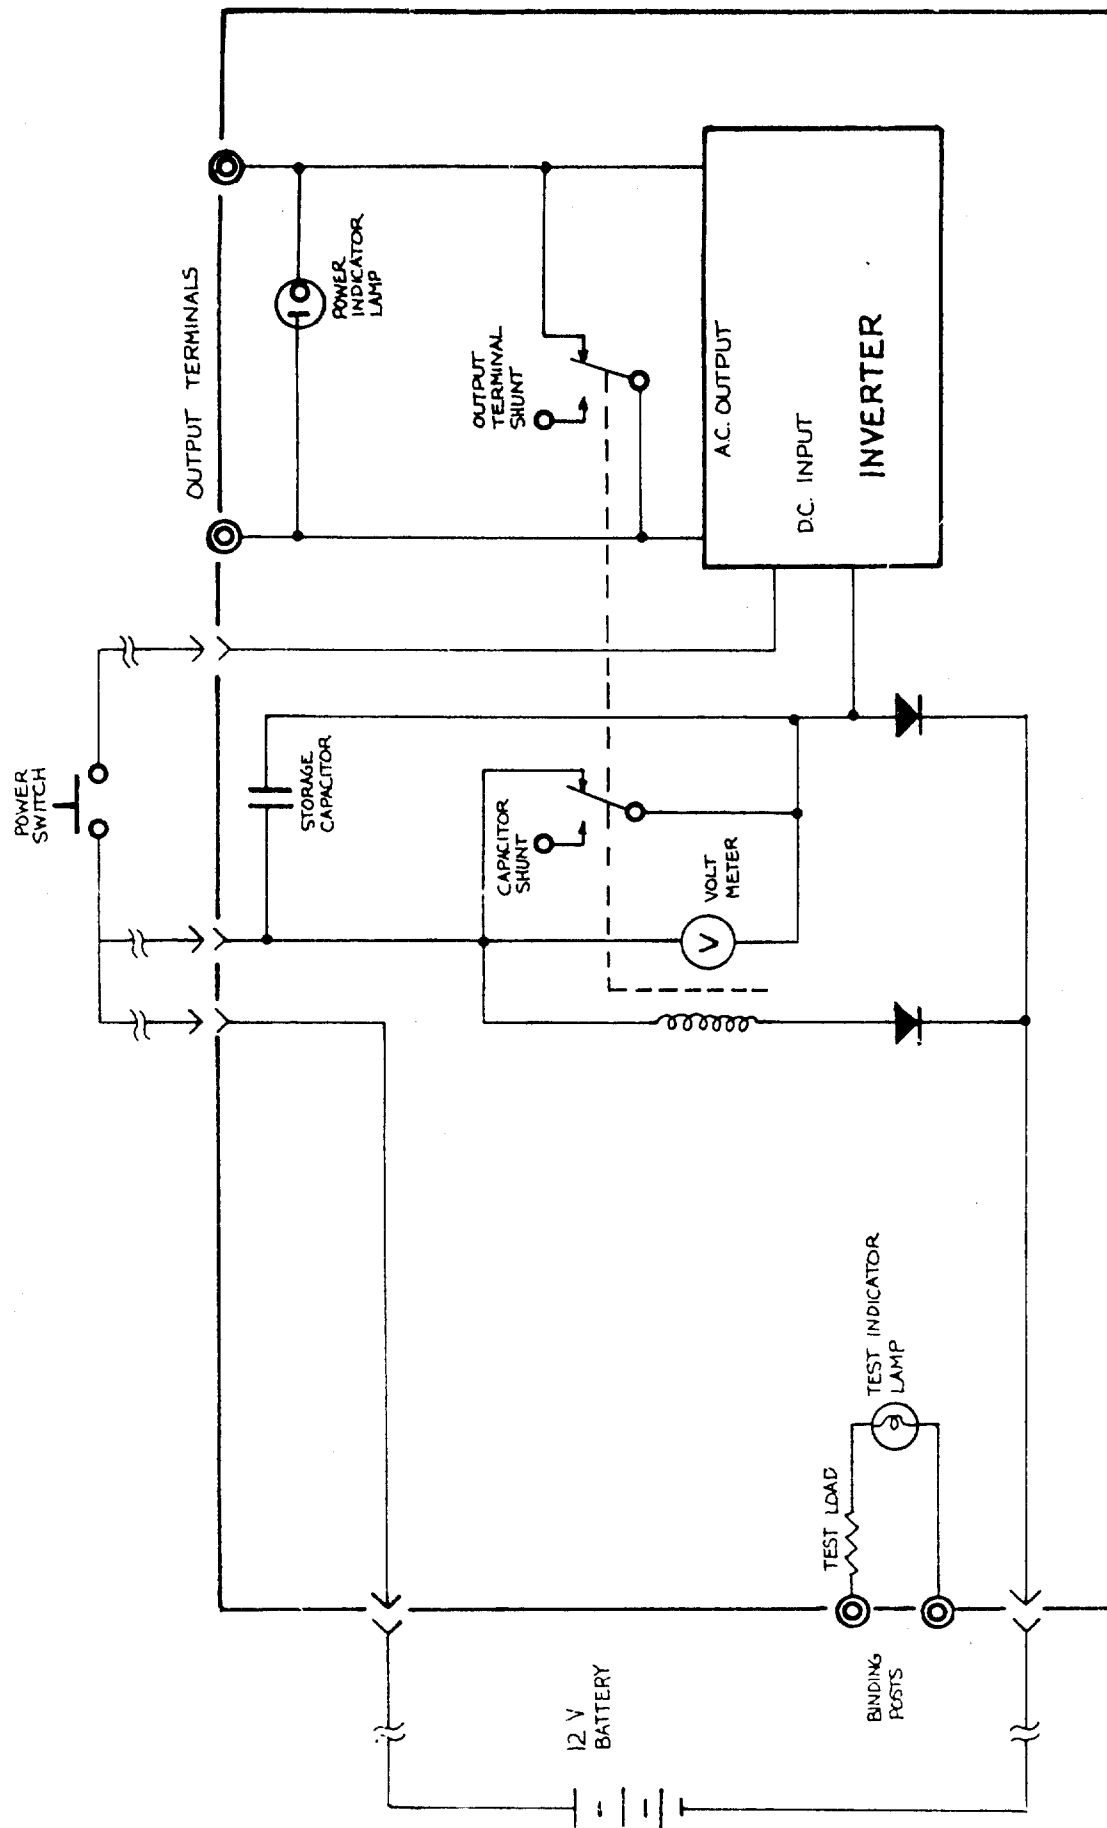 POWER
SWITCH
OUTPUT TERMINALS
POWER
INDICATOR
LAMP
STORAGE
CAPACITOR
OUTPUT
TERMINAL
SHUNT
CAPACITOR
SHUNT
A.C. OUTPUT
D.C. INPUT
INVERTER
VOLT
METER
V
TEST INDICATOR
LAMP
TEST LOAD
BINDING
POSTS
12 V
BATTERY